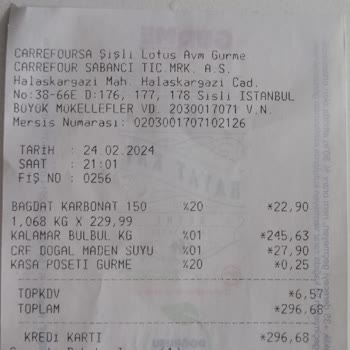 CARREFOURSA Şişli Lotus Avm Gurme
CARREFOUR SABANCI TIC.MRK. A.S.
Halaskargazi Mah. Halaskargazi Cad.
No:38-66E D:176, 177, 178 Sisli ISTANBUL
BÜYÜK MÜKELLEFLER VD. 2030017071 V.N.
Mersis Numarası: 0203001707102126
TARİH : 24.02.2024
SAAT : 21:01
FİŞ NO : 0256
BAGDAT KARBONAT 150 %20 *22,90
1,068 KG X 229,99
KALAMAR BULBUL KG %01 *245,63
CRF DOGAL MADEN SUYU %01 *27,90
KASA POSETI GURME %20 *0,25
TOPKDV *6,57
TOPLAM *296,68
KREDİ KARTI *296,68